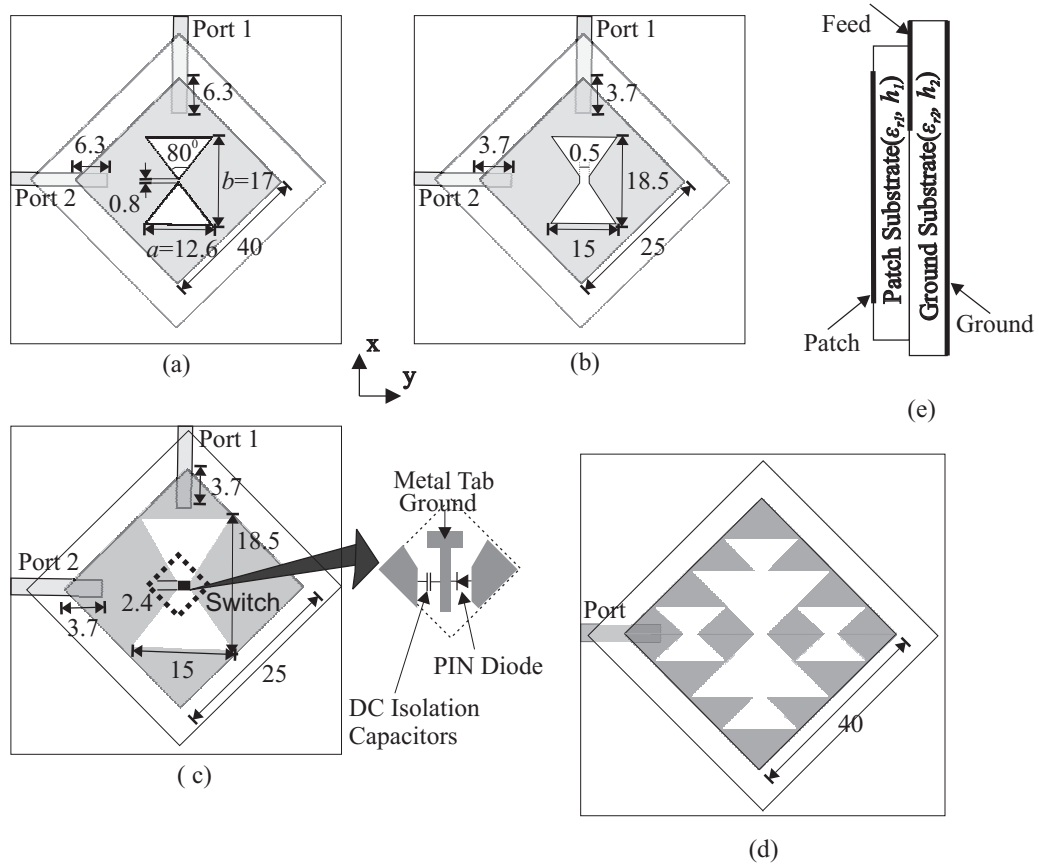 Port 1
6.3
6.3
80⁰
b=17
Port 2
0.8
a=12.6
40
(a)
Port 1
3.7
3.7
0.5
18.5
Port 2
15
25
(b)
Feed
Patch Substrate(εr1, h1)
Ground Substrate(εr2, h2)
Patch
Ground
(e)
x
y
Port 1
3.7
18.5
Port 2
2.4
Switch
3.7
15
25
( c)
Metal Tab
Ground
PIN Diode
DC Isolation
Capacitors
Port
40
(d)